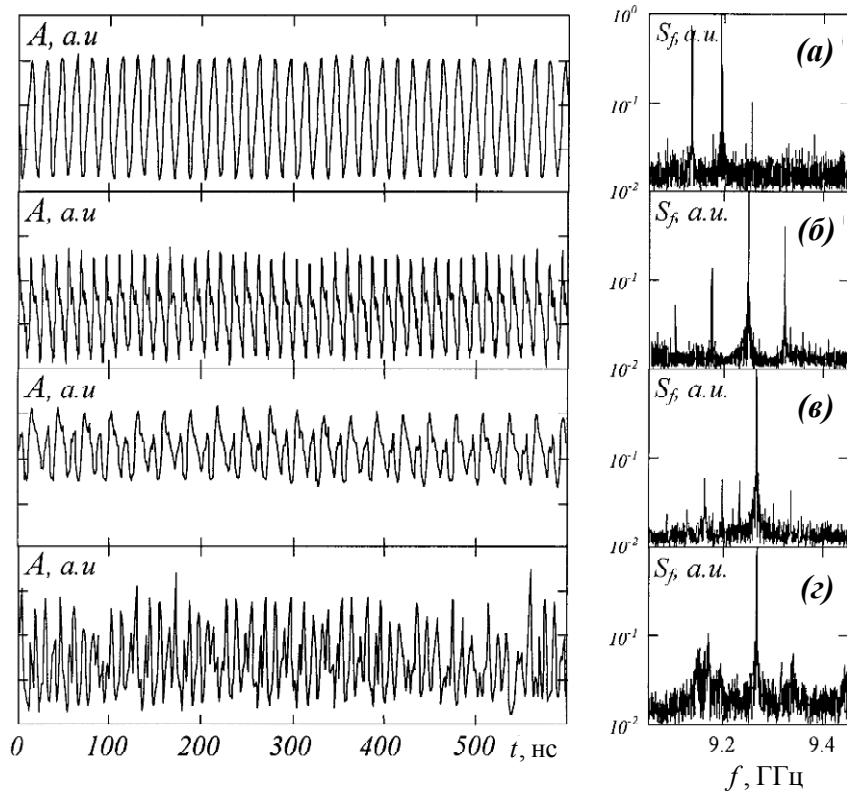 A, a.u
A, a.u
A, a.u
A, a.u
0 100 200 300 400 500 t, нс
10⁰ S_f, a.u. (а)
10⁻¹
10⁻²
S_f, a.u. (б)
10⁻¹
10⁻²
S_f, a.u. (в)
10⁻¹
10⁻²
S_f, a.u. (г)
10⁻¹
10⁻²
9.2 9.4
f, ГГц